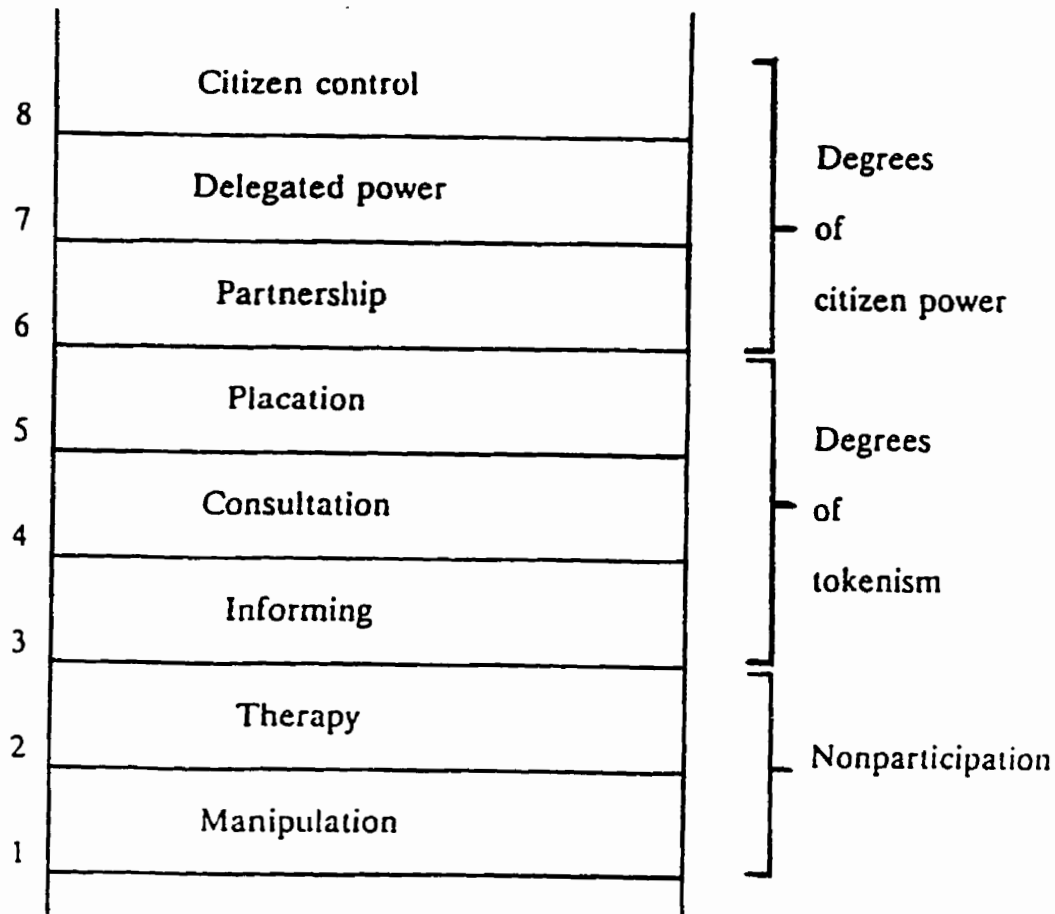 Citizen control
8
Delegated power
7
Partnership
6
Placation
5
Consultation
4
Informing
3
Therapy
2
Manipulation
1
Degrees
of
citizen power
Degrees
of
tokenism
Nonparticipation